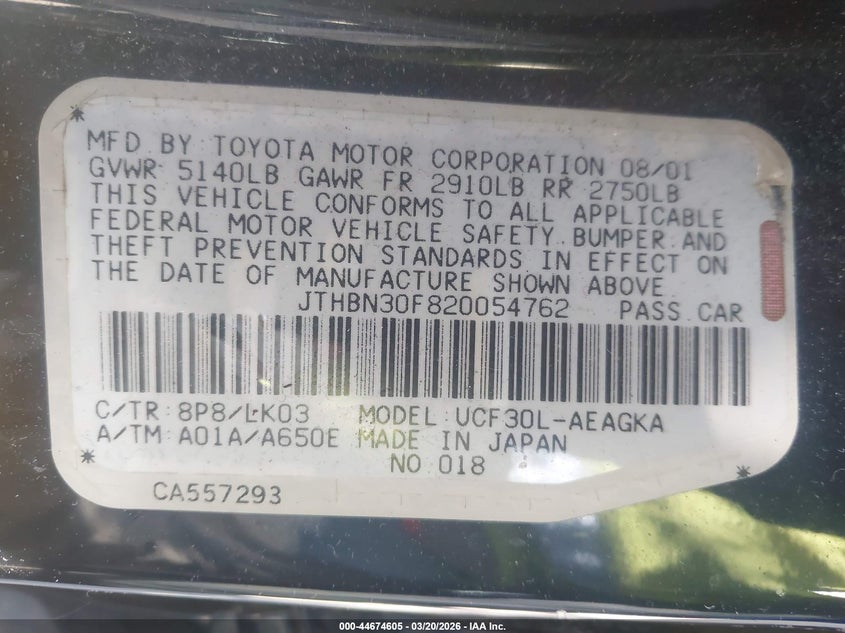 MFD BY TOYOTA MOTOR CORPORATION 08/01
GVWR 5140LB GAWR FR 2910LB RR 2750LB
THIS VEHICLE CONFORMS TO ALL APPLICABLE
FEDERAL MOTOR VEHICLE SAFETY BUMPER AND
THEFT PREVENTION STANDARDS IN EFFECT ON
THE DATE OF MANUFACTURE SHOWN ABOVE.
JTHBN30F820054762 PASS.CAR
C/TR:8P8/LK03 MODEL:UCF30L-AEAGKA
A/TM:A01A/A650E MADE IN JAPAN
NO.018
CA557293
000-44674605 - 03/20/2026 - IAA Inc.